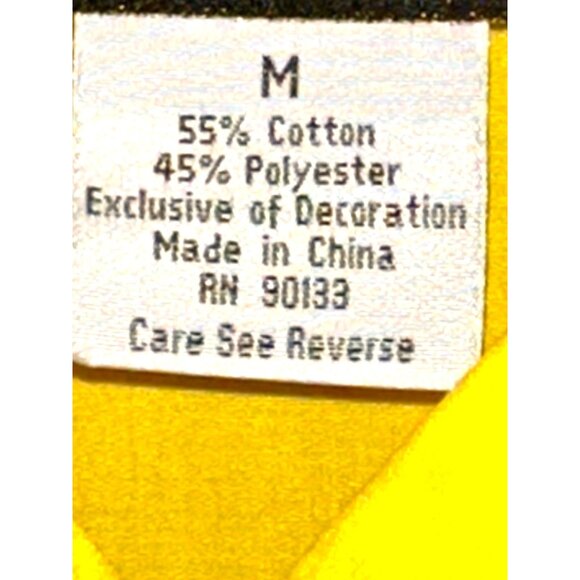 M
55% Cotton
45% Polyester
Exclusive of Decoration
Made in China
RN 90133
Care See Reverse